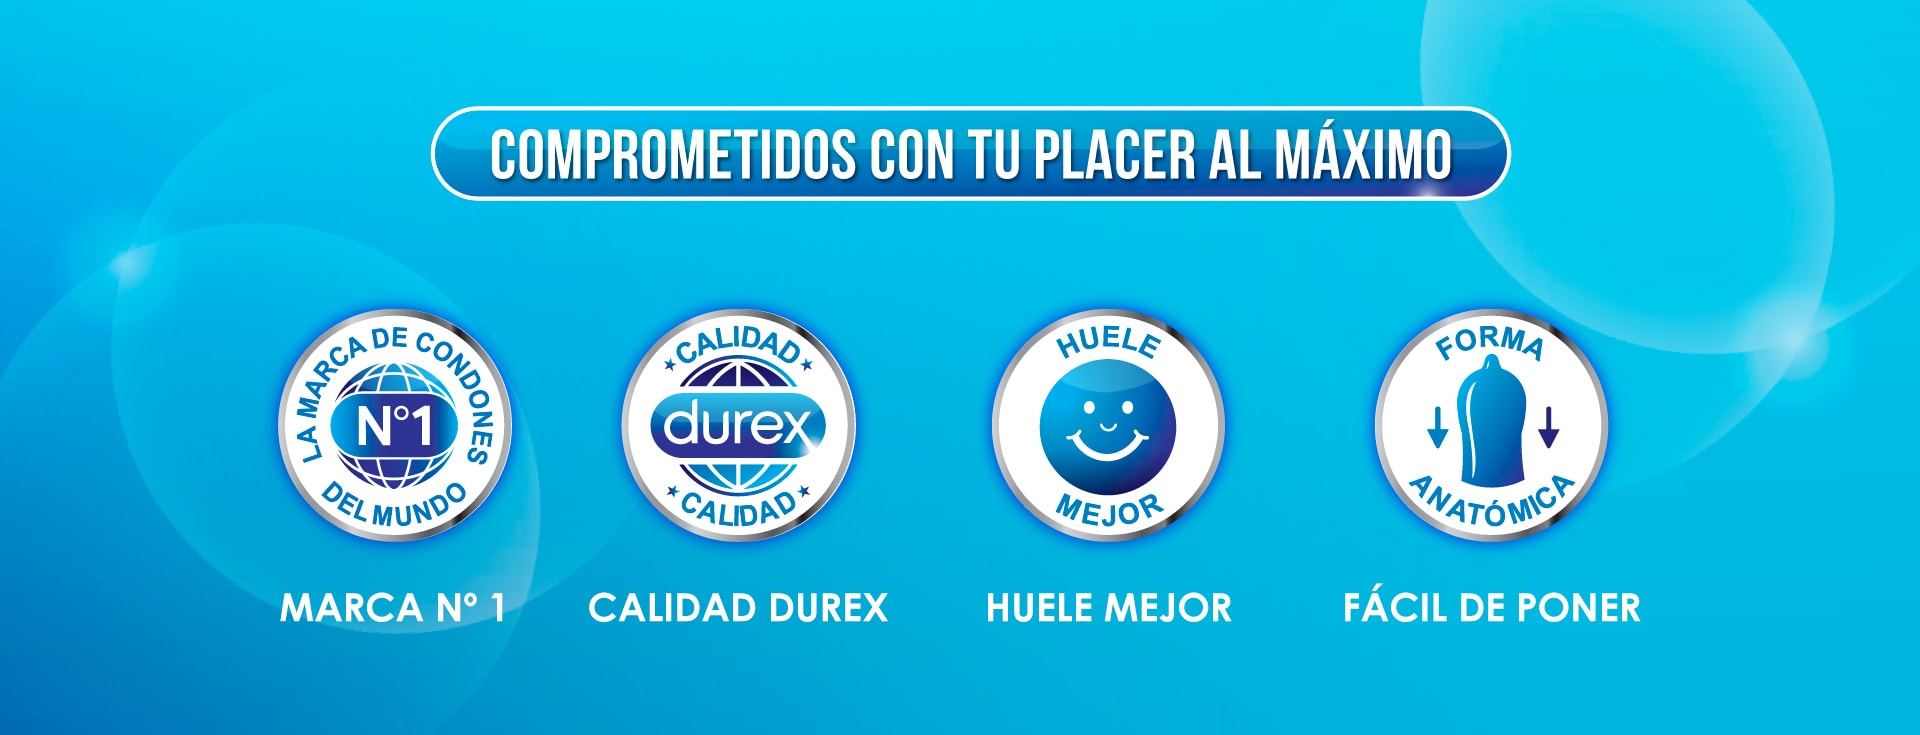 COMPROMETIDOS CON TU PLACER AL MÁXIMO
LA MARCA DE CONDONES
N°1
DEL MUNDO
CALIDAD
durex
CALIDAD
HUELE
MEJOR
FORMA
ANATÓMICA
MARCA Nº 1
CALIDAD DUREX
HUELE MEJOR
FÁCIL DE PONER